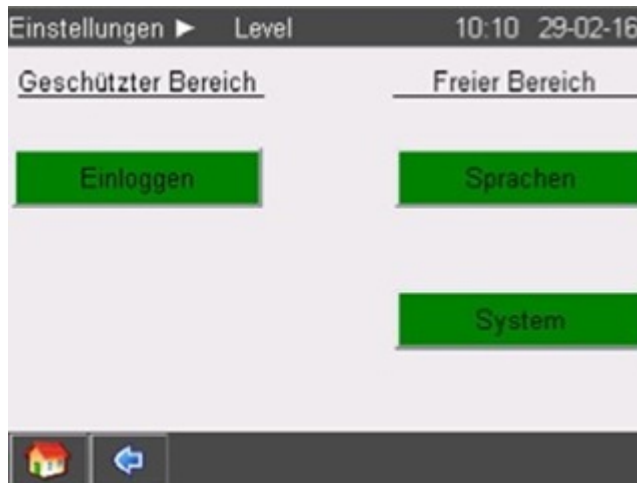 Einstellungen ► Level 10:10 29-02-16
Geschützter Bereich Freier Bereich
Einloggen Sprachen
System